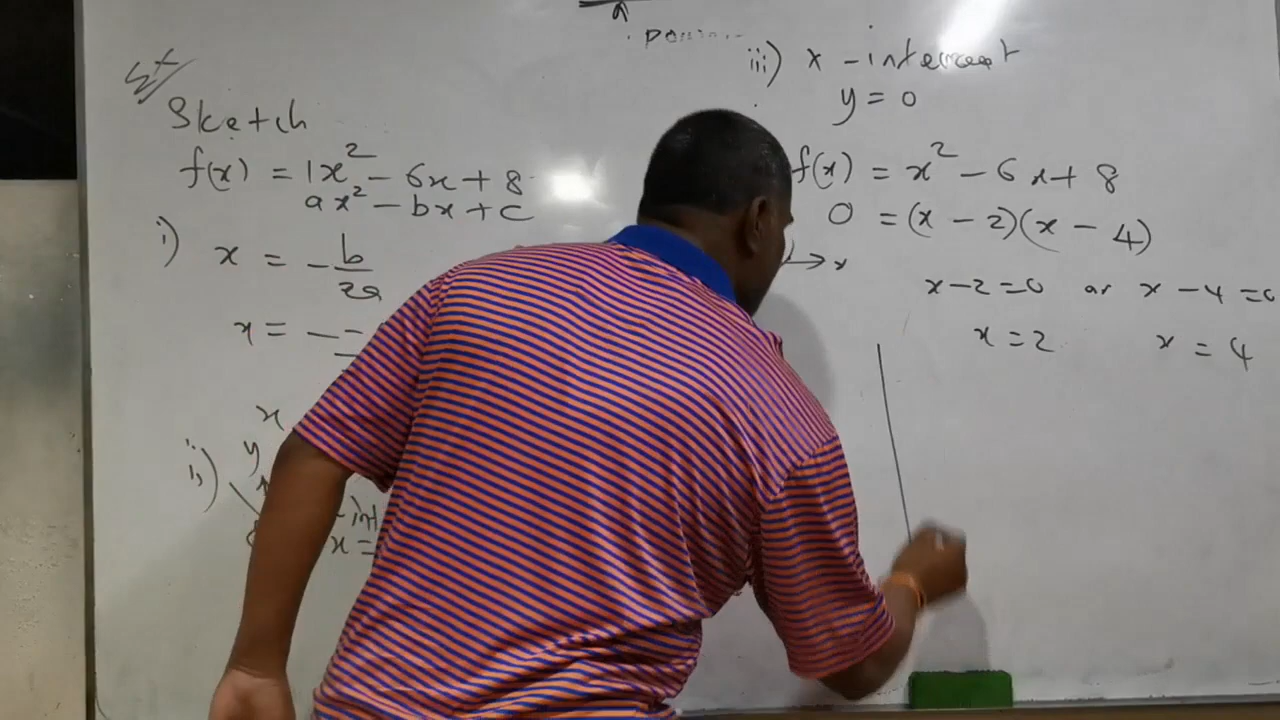 Ex
Sketch
f(x) = 1x² - 6x + 8
ax² - bx + c
i) x = - b/2a
x = -
x
y
ii)
x =
iii) x - intercept
y = 0
f(x) = x² - 6x + 8
0 = (x - 2)(x - 4)
→ x
x - 2 = 0 or x - 4 = 0
x = 2 x = 4